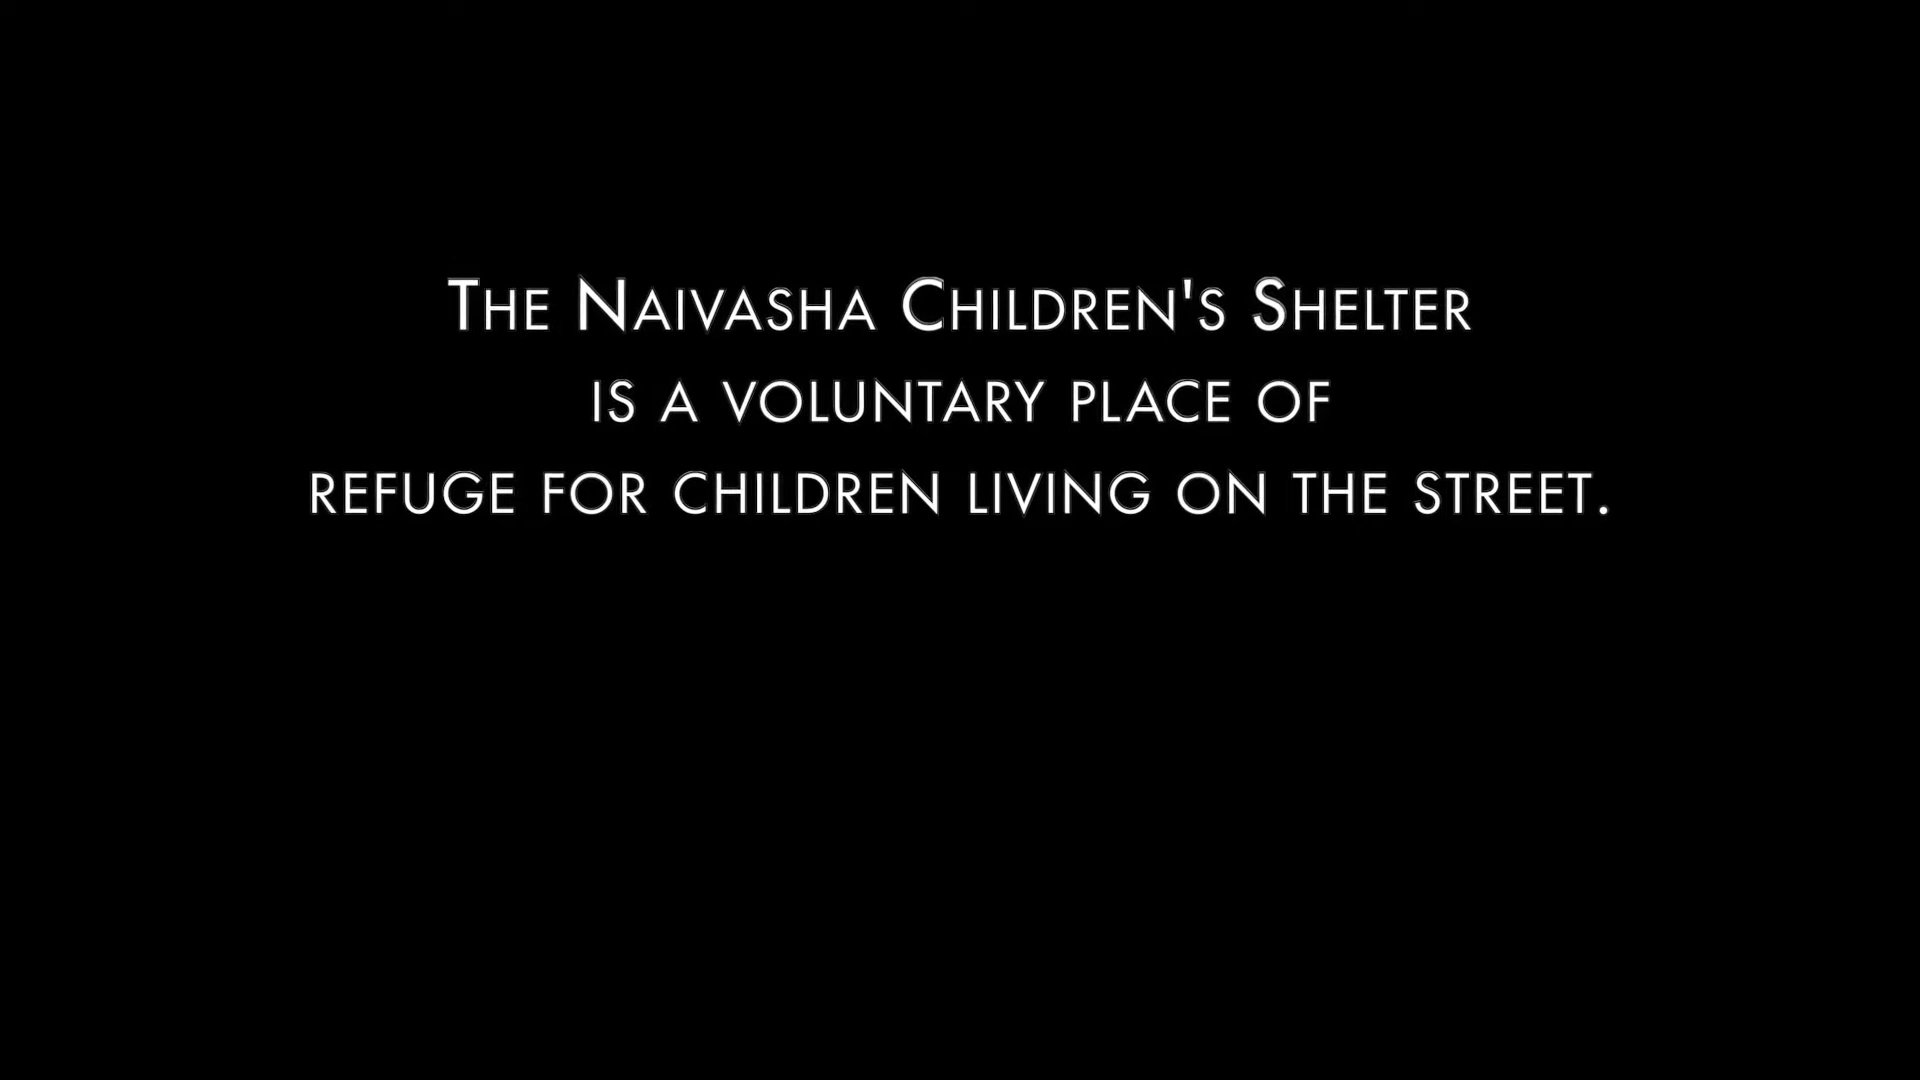 The Naivasha Children's Shelter
is a voluntary place of
refuge for children living on the street.